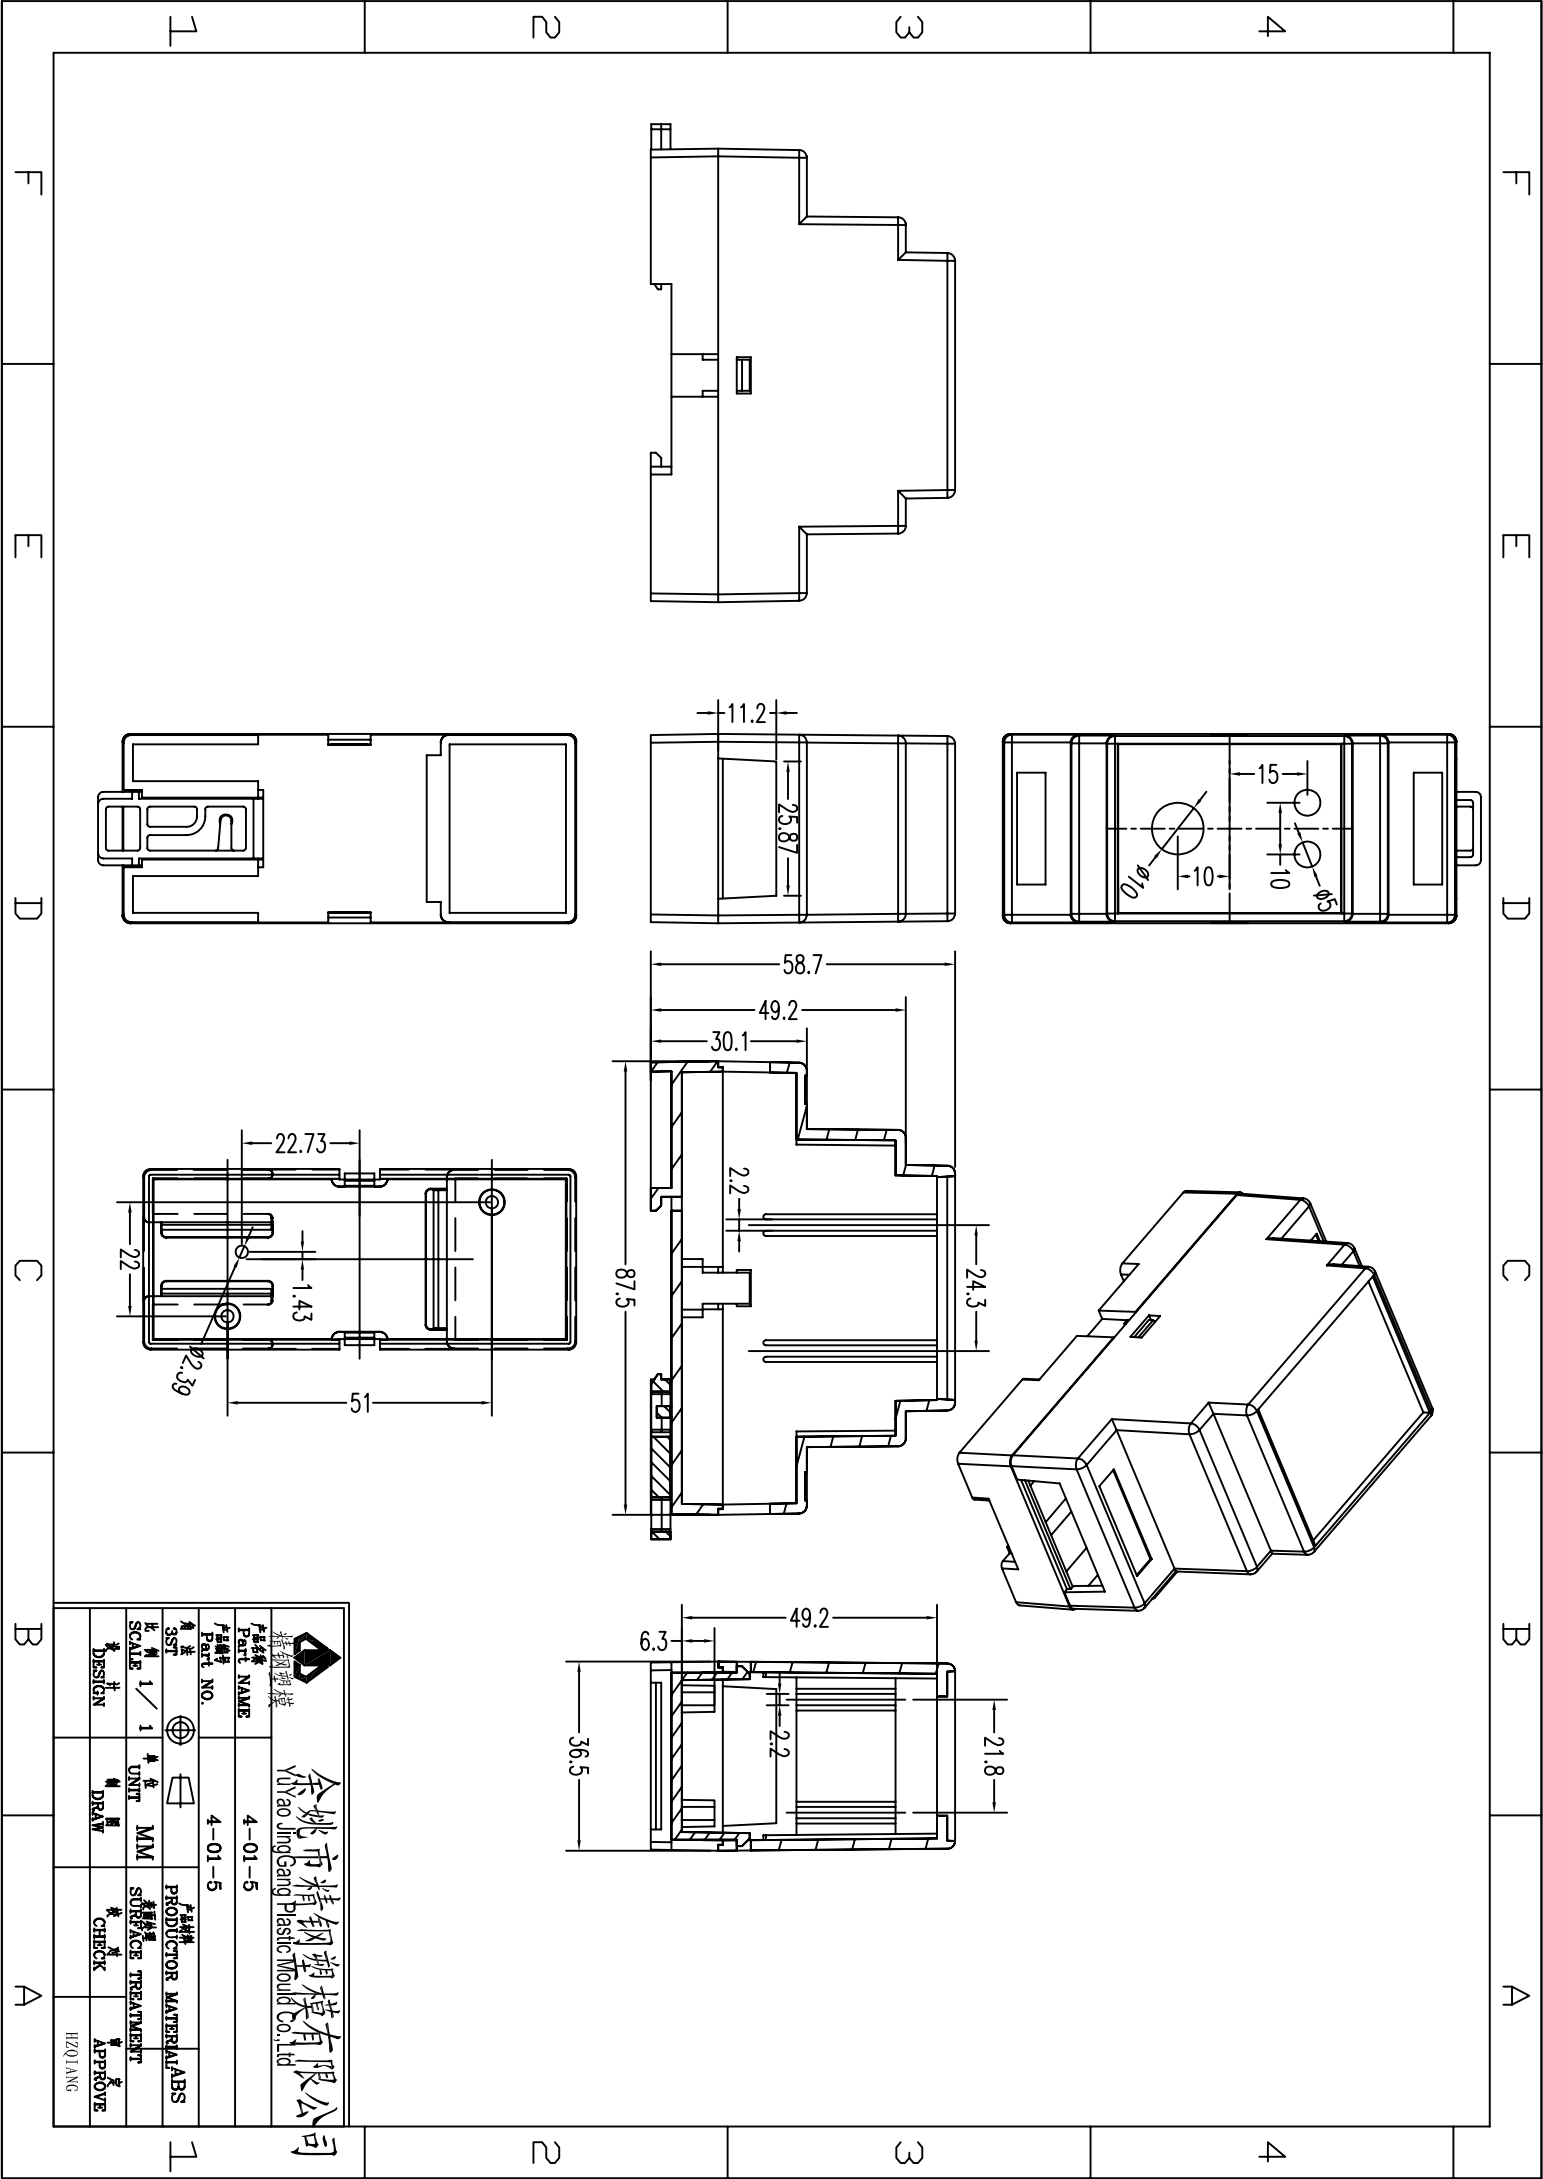 F
E
D
C
B
A
4
3
2
1
4
3
2
1
F
E
D
C
B
A
15
10
ø5
10
ø10
11.2
25.87
58.7
49.2
30.1
87.5
2.2
24.3
22.73
22
1.43
ø2.39
51
49.2
6.3
36.5
2.2
21.8
精钢塑模
余姚市精钢塑模有限公司
YuYao JingGang Plastic Mould Co.,Ltd
产品名称
Part NAME
4-01-5
产品编号
Part NO.
4-01-5
角 法
3ST
产品材料
PRODUCTOR MATERIAL
ABS
比 例
SCALE 1/1
单 位
UNIT MM
表面处理
SURFACE TREATMENT
设 计
DESIGN
制 图
DRAW
校 对
CHECK
审 定
APPROVE
HZQIANG